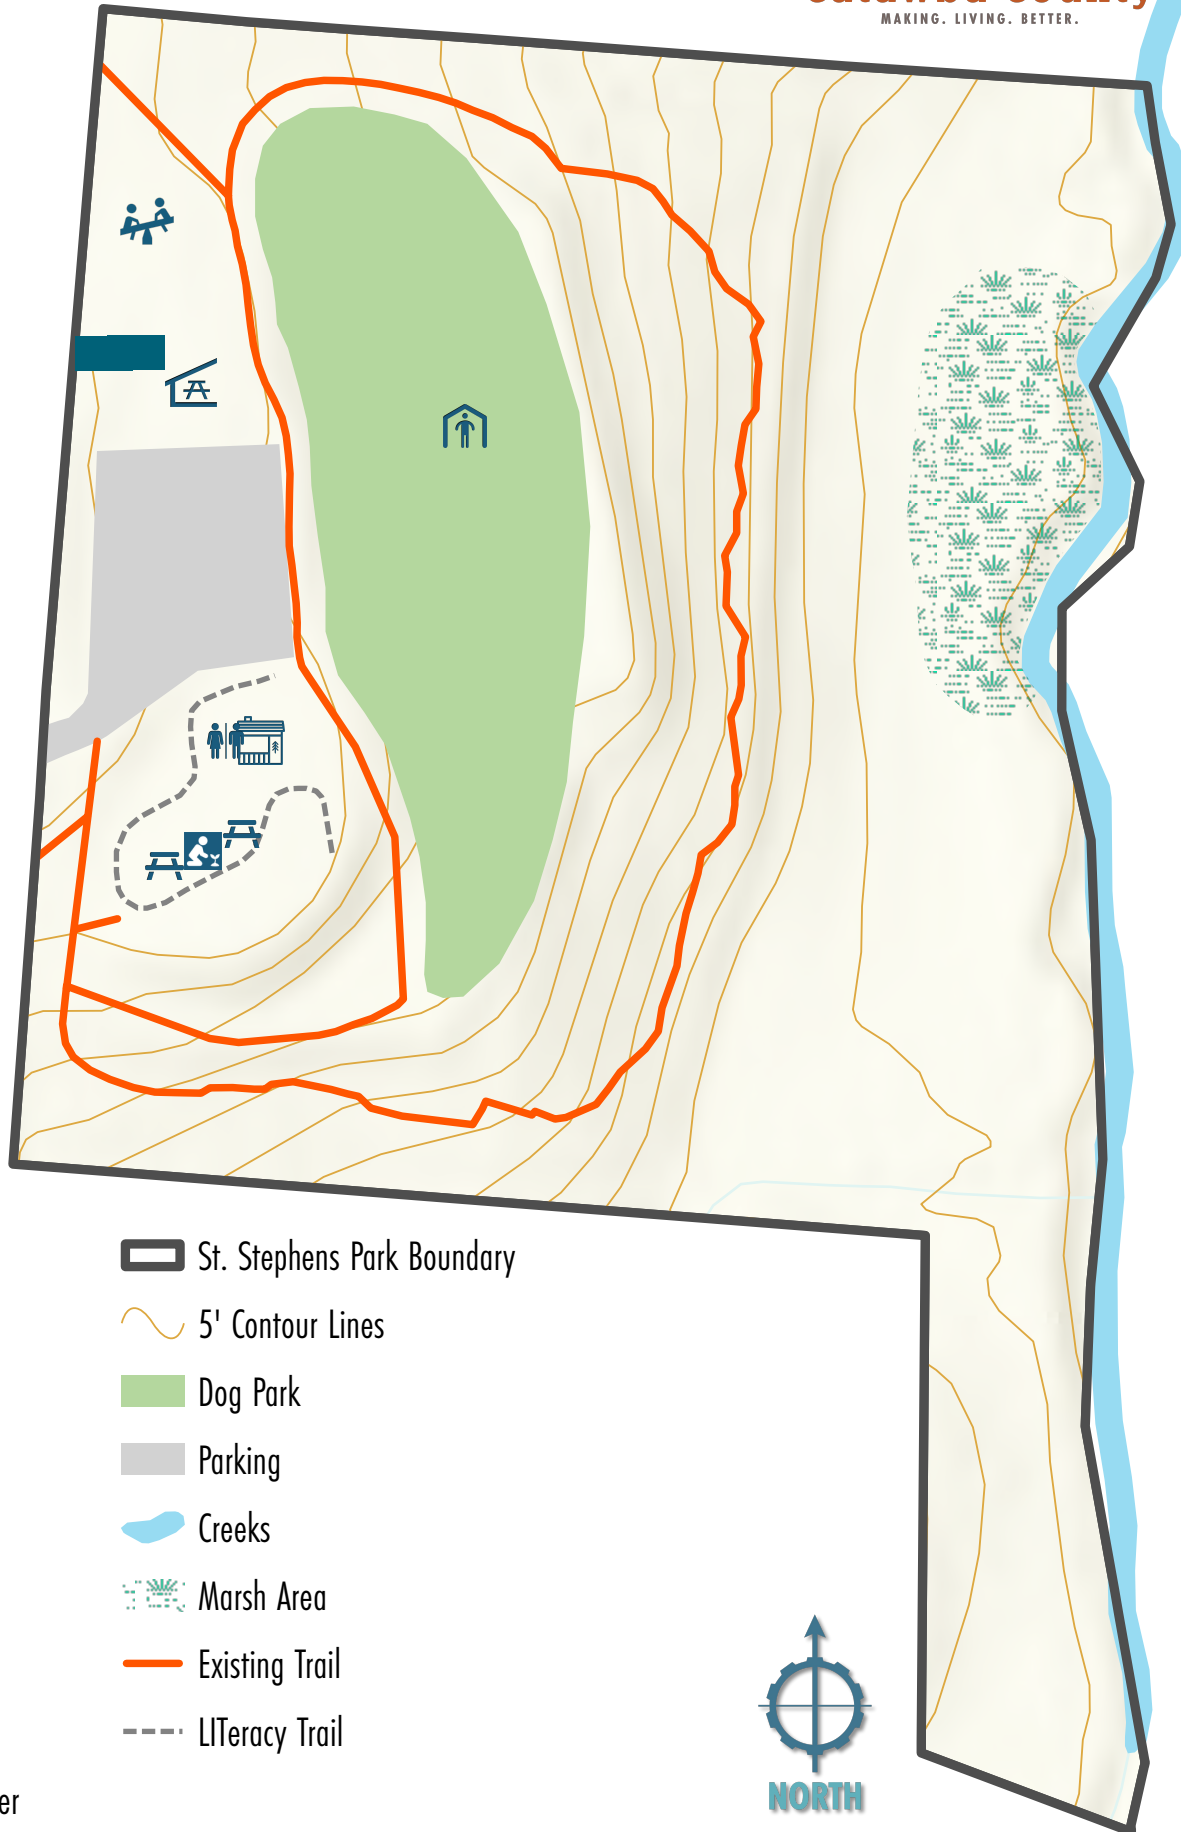 MAKING. LIVING. BETTER.
St. Stephens Park Boundary
5' Contour Lines
Dog Park
Parking
Creeks
Marsh Area
Existing Trail
LITeracy Trail
NORTH